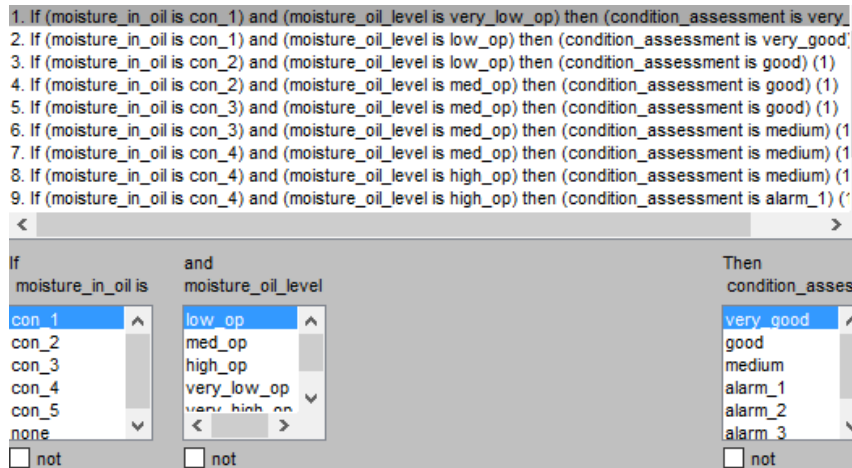 1. If (moisture_in_oil is con_1) and (moisture_oil_level is very_low_op) then (condition_assessment is very_
2. If (moisture_in_oil is con_1) and (moisture_oil_level is low_op) then (condition_assessment is very_good)
3. If (moisture_in_oil is con_2) and (moisture_oil_level is low_op) then (condition_assessment is good) (1)
4. If (moisture_in_oil is con_2) and (moisture_oil_level is med_op) then (condition_assessment is good) (1)
5. If (moisture_in_oil is con_3) and (moisture_oil_level is med_op) then (condition_assessment is good) (1)
6. If (moisture_in_oil is con_3) and (moisture_oil_level is med_op) then (condition_assessment is medium) (1
7. If (moisture_in_oil is con_4) and (moisture_oil_level is med_op) then (condition_assessment is medium) (1
8. If (moisture_in_oil is con_4) and (moisture_oil_level is high_op) then (condition_assessment is medium) (1
9. If (moisture_in_oil is con_4) and (moisture_oil_level is high_op) then (condition_assessment is alarm_1) (1
If
moisture_in_oil is
con_1
con_2
con_3
con_4
con_5
none
not
and
moisture_oil_level
low_op
med_op
high_op
very_low_op
very_high_op
not
Then
condition_asses
very_good
good
medium
alarm_1
alarm_2
alarm_3
not